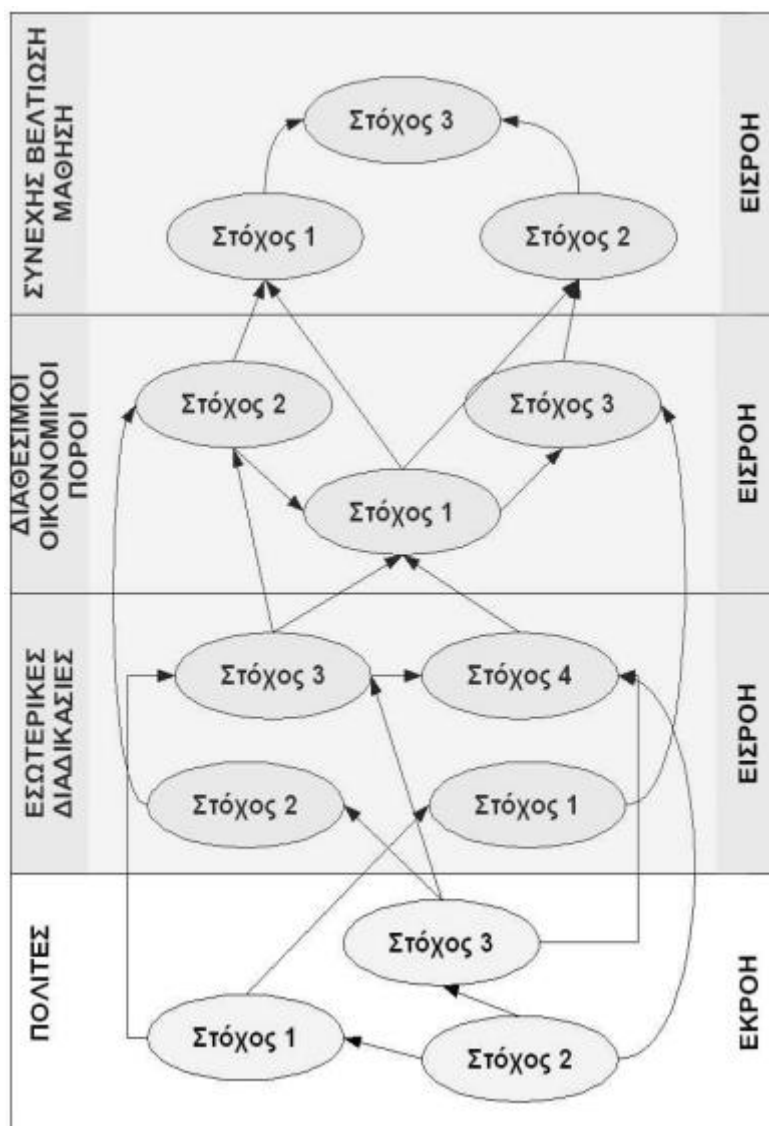 ΣΥΝΕΧΗΣ ΒΕΛΤΙΩΣΗ
ΜΑΘΗΣΗ
Στόχος 3
Στόχος 1
Στόχος 2
ΕΙΣΡΟΗ
ΔΙΑΘΕΣΙΜΟΙ
ΟΙΚΟΝΟΜΙΚΟΙ
ΠΟΡΟΙ
Στόχος 2
Στόχος 3
Στόχος 1
ΕΙΣΡΟΗ
ΕΣΩΤΕΡΙΚΕΣ
ΔΙΑΔΙΚΑΣΙΕΣ
Στόχος 3
Στόχος 4
Στόχος 2
Στόχος 1
ΕΙΣΡΟΗ
ΠΟΛΙΤΕΣ
Στόχος 3
Στόχος 1
Στόχος 2
ΕΚΡΟΗ